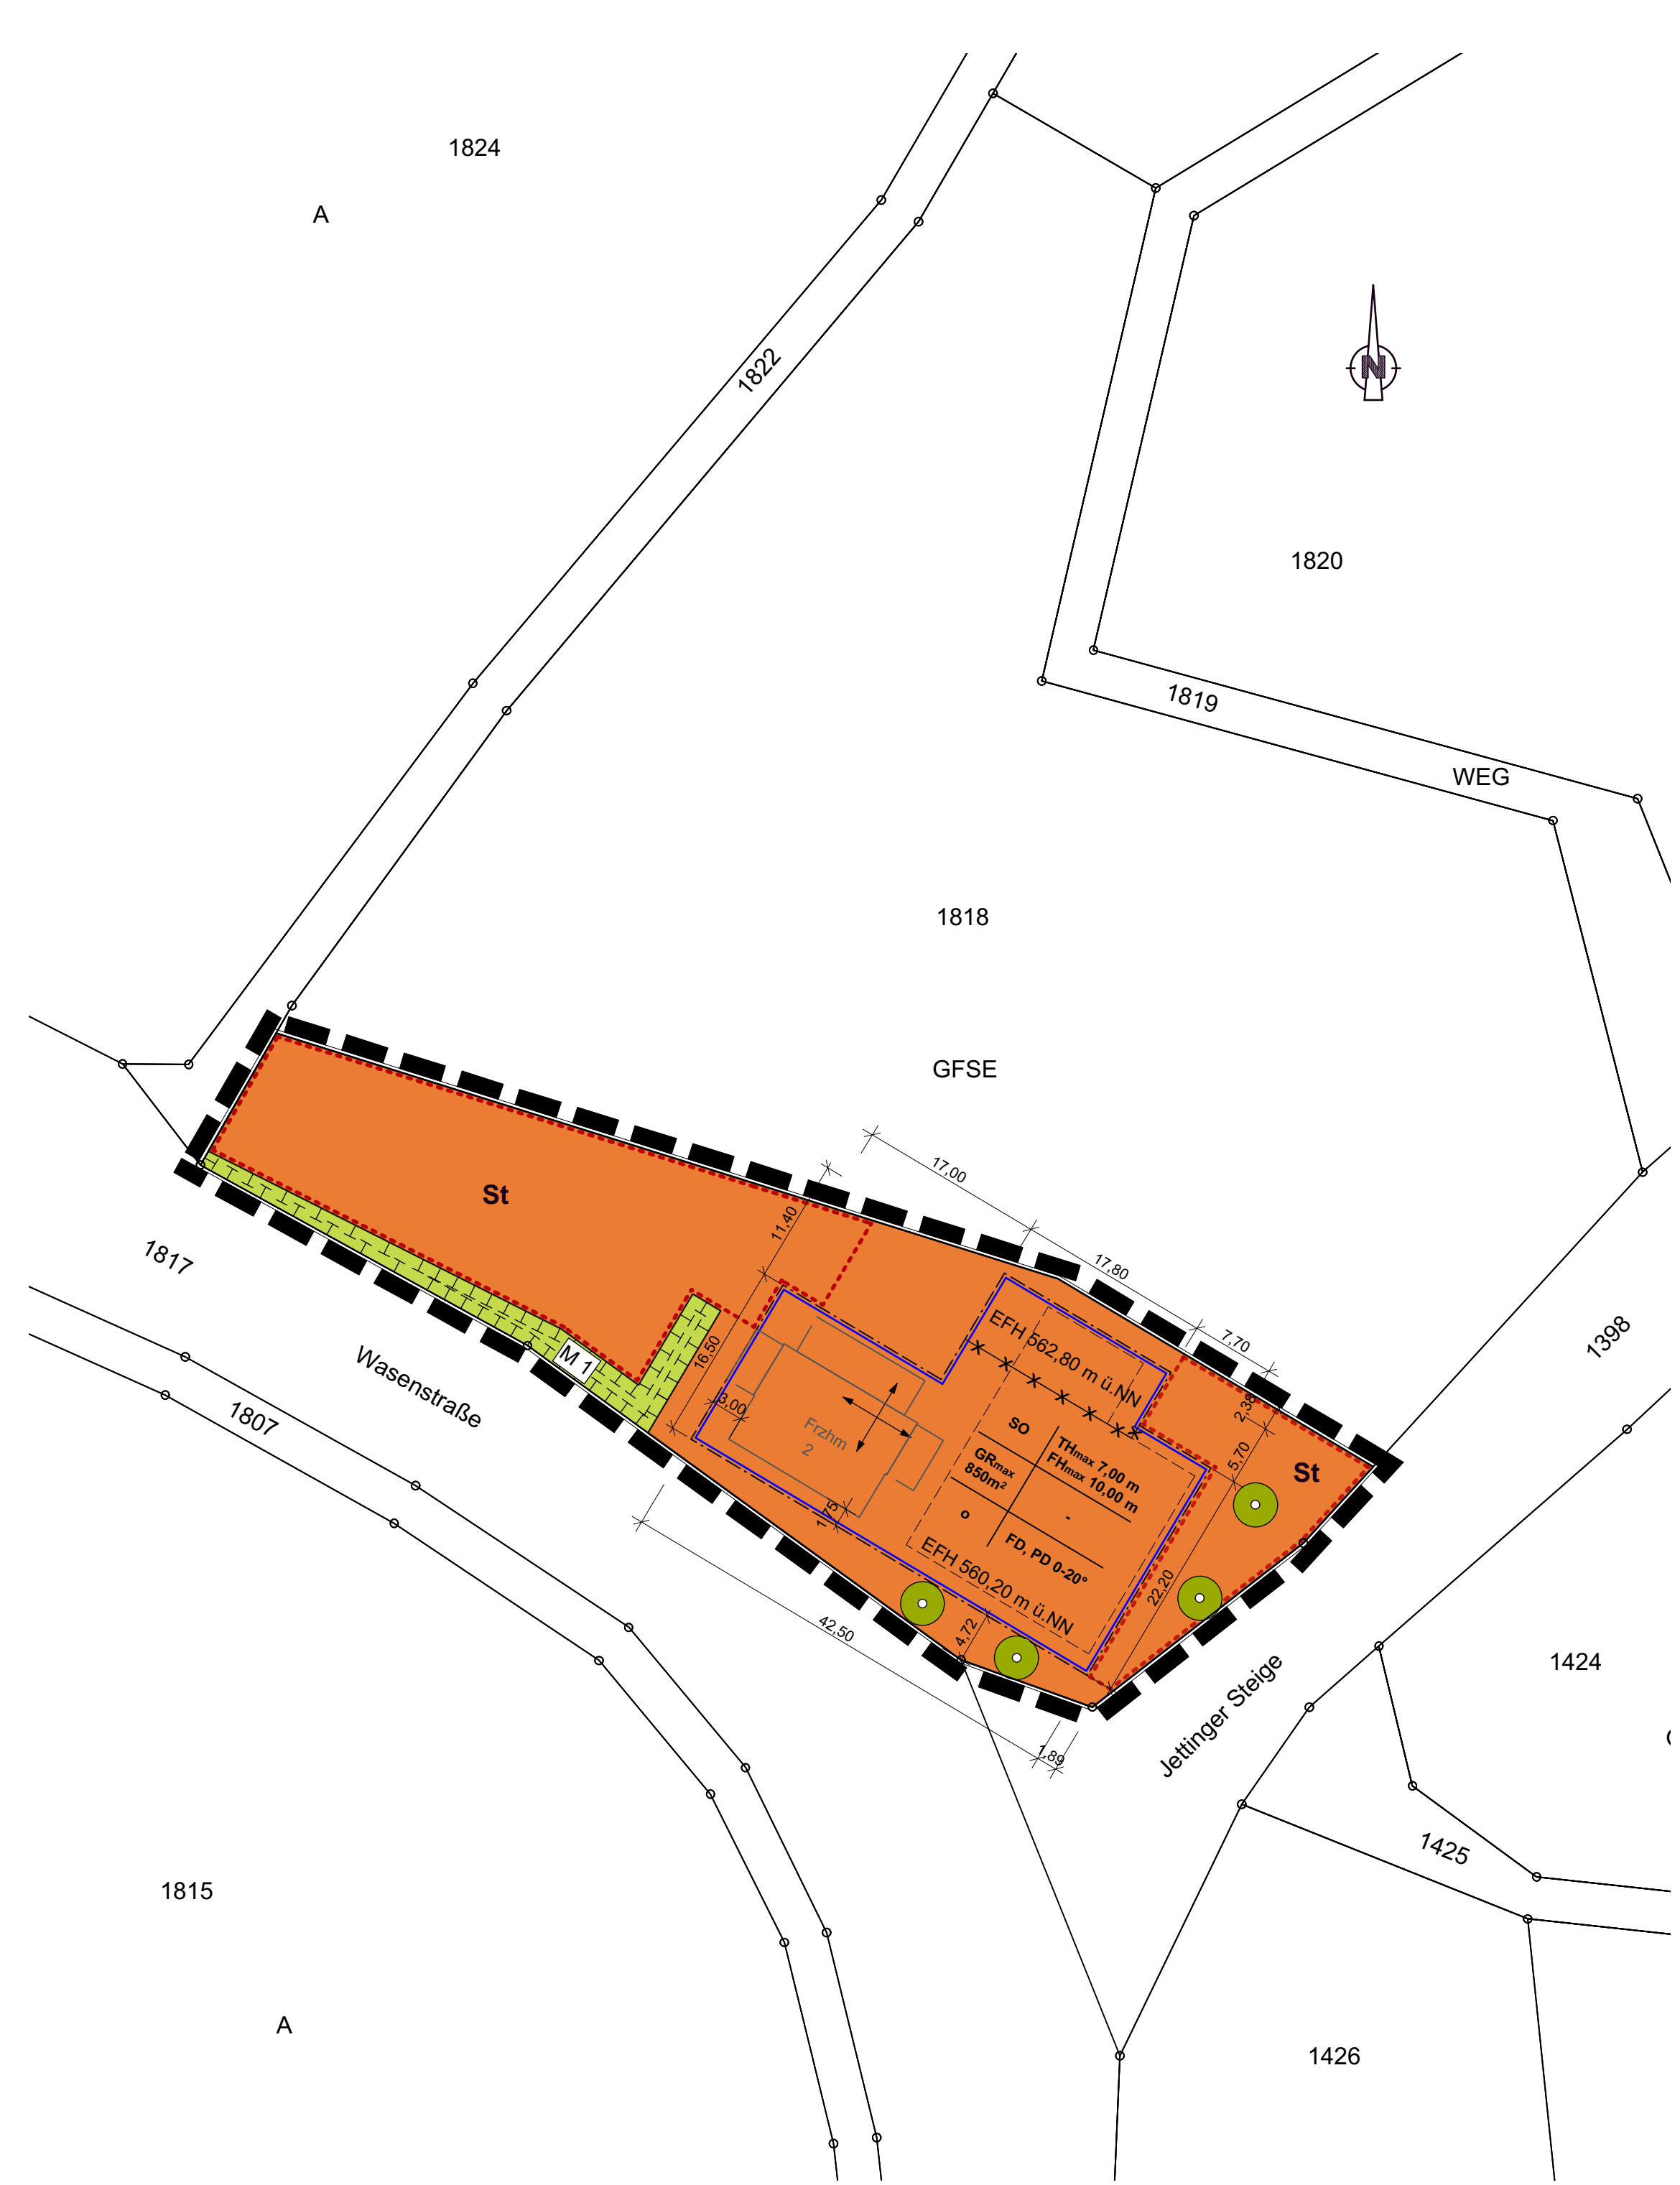 1824
A
1822
N
1820
1819
WEG
1818
GFSE
17,00
St
11,40
17,80
1817
7,70
1398
EFH 562,80 m ü.NN
16,50
M 1
Wasenstraße
3,00
2,38
1807
Frzhm
2
SO
THmax 7,00 m
FHmax 10,00 m
5,70
St
GRmax
850m²
o
-
1,75
FD, PD 0-20°
EFH 560,20 m ü.NN
22,20
42,50
4,72
1424
Jettinger Steige
1,89
1425
1815
A
1426